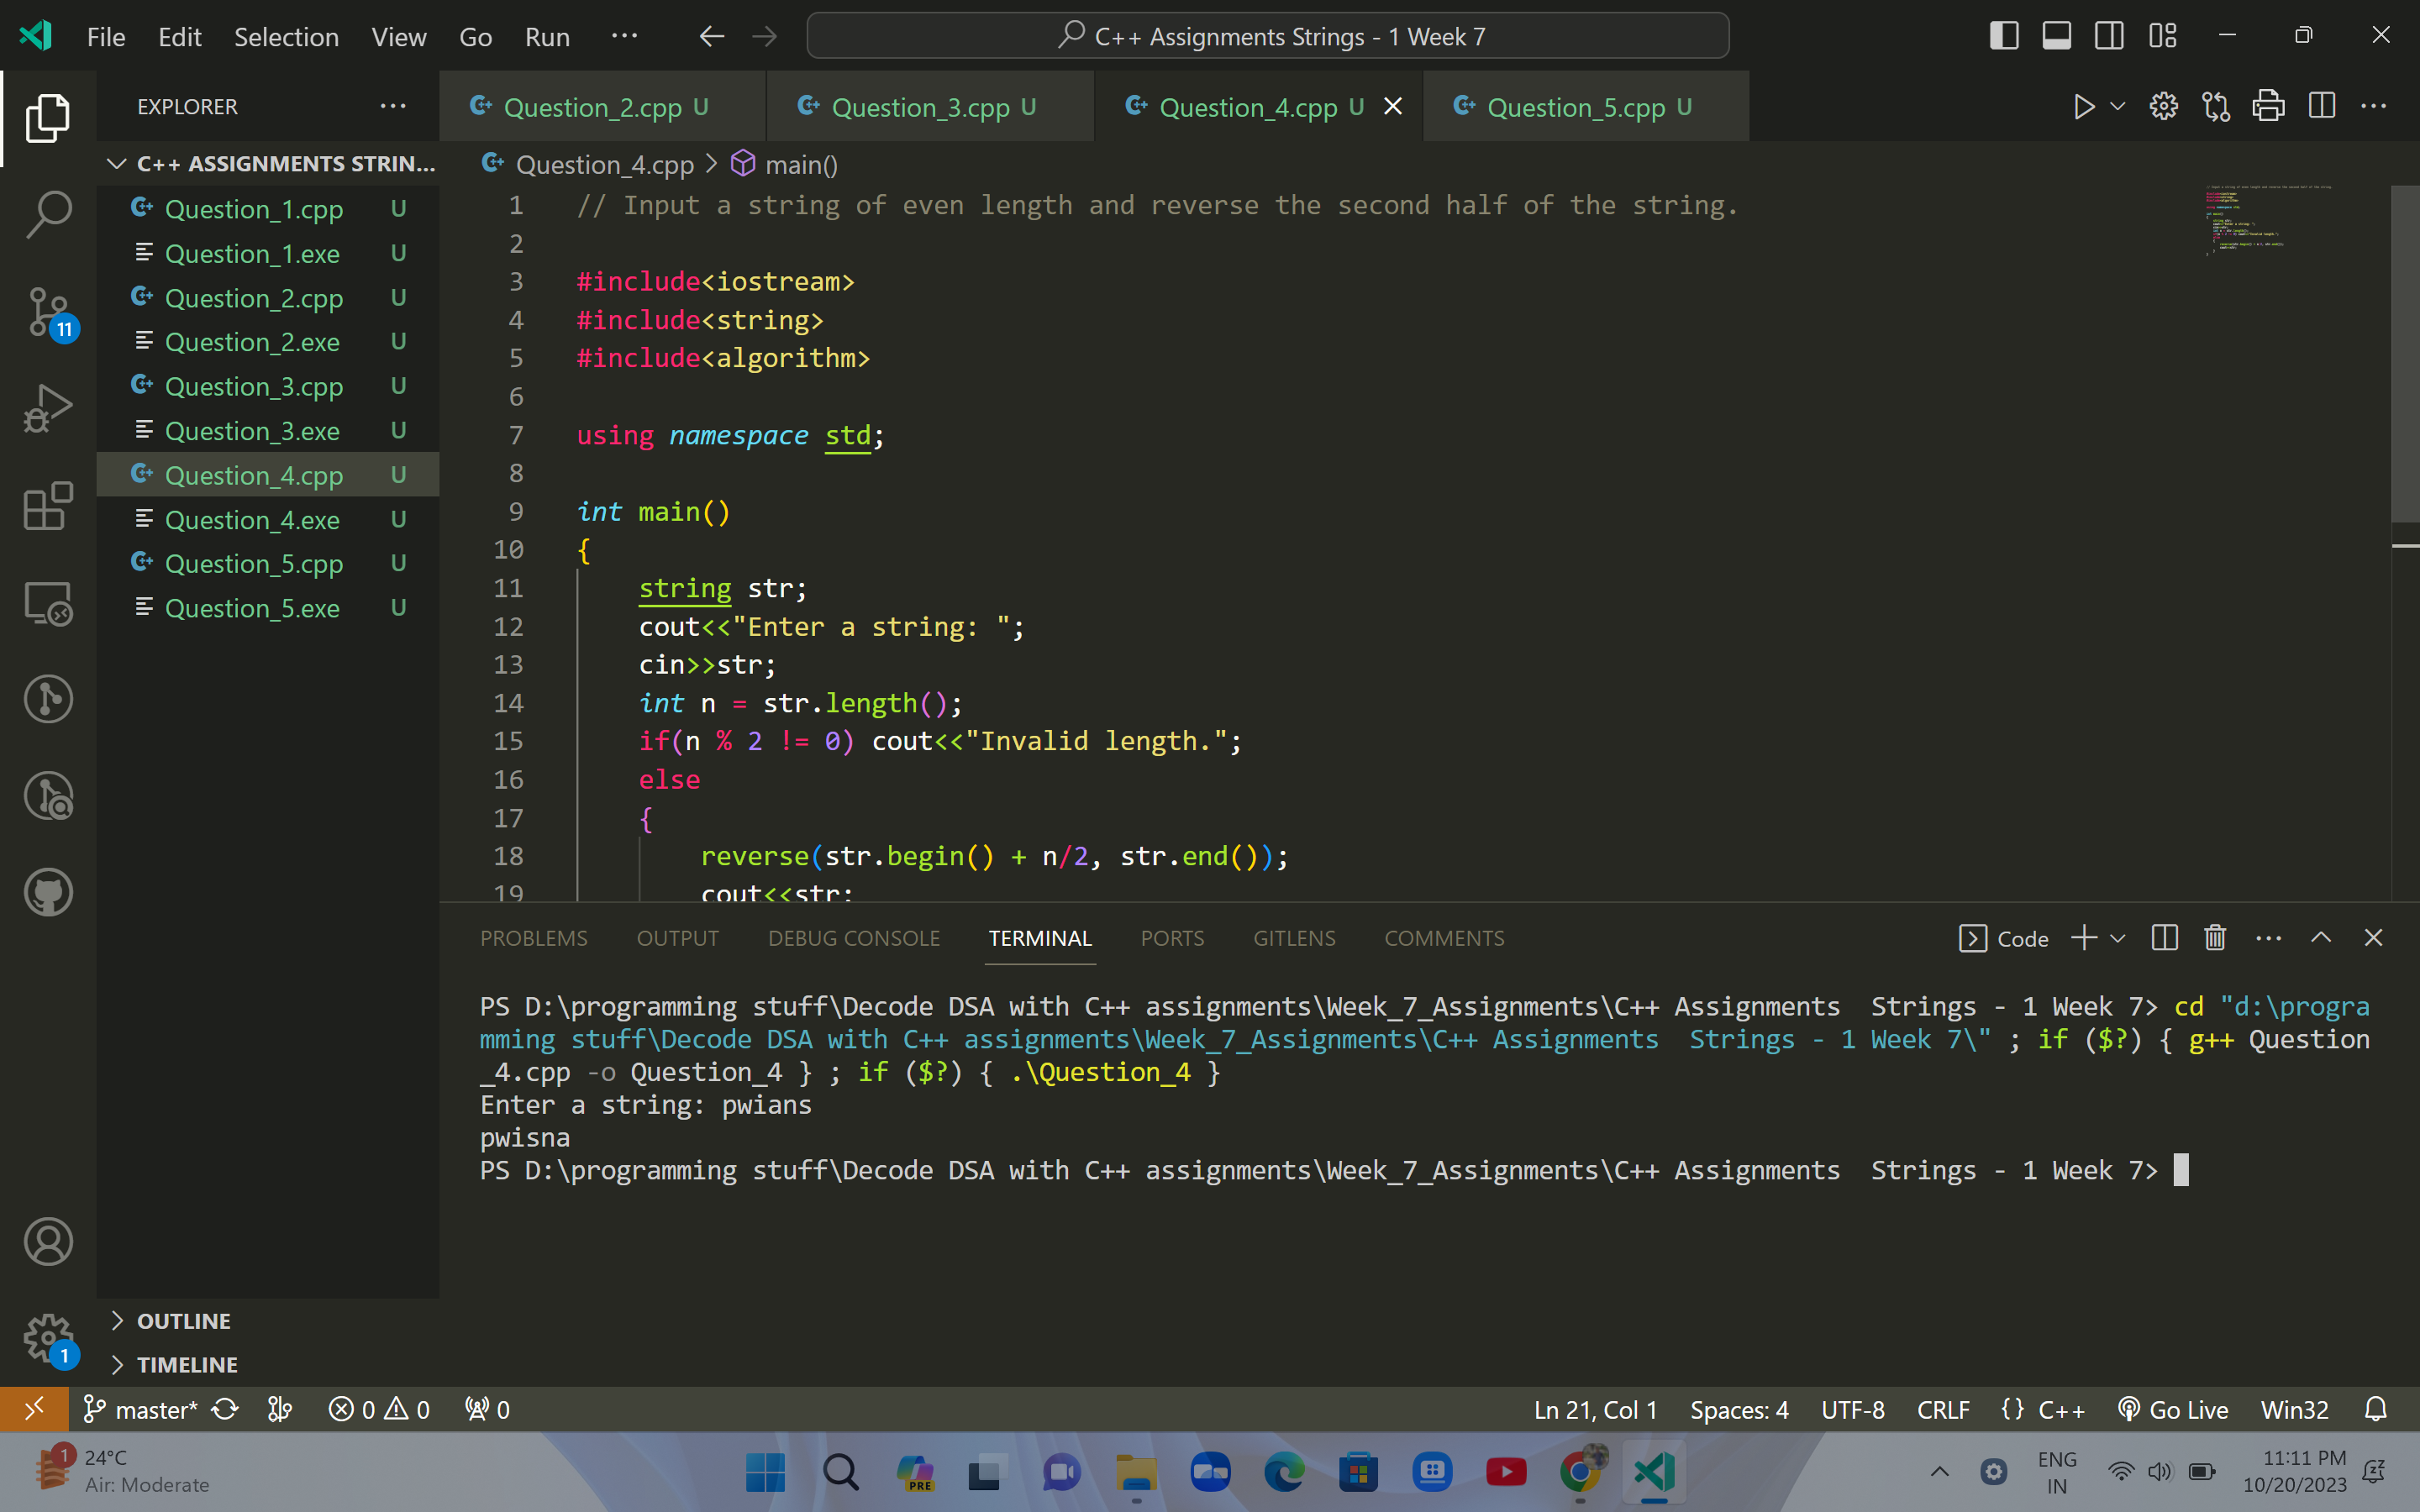 File Edit Selection View Go Run ···
C++ Assignments Strings - 1 Week 7
EXPLORER
Question_2.cpp U
Question_3.cpp U
Question_4.cpp U
Question_5.cpp U
C++ ASSIGNMENTS STRIN...
Question_1.cpp U
Question_1.exe U
Question_2.cpp U
Question_2.exe U
Question_3.cpp U
Question_3.exe U
Question_4.cpp U
Question_4.exe U
Question_5.cpp U
Question_5.exe U
11
OUTLINE
TIMELINE
1
Question_4.cpp > main()
1 // Input a string of even length and reverse the second half of the string.
2
3 #include<iostream>
4 #include<string>
5 #include<algorithm>
6
7 using namespace std;
8
9 int main()
10 {
11 string str;
12 cout<<"Enter a string: ";
13 cin>>str;
14 int n = str.length();
15 if(n % 2 != 0) cout<<"Invalid length.";
16 else
17 {
18 reverse(str.begin() + n/2, str.end());
19 cout<<str;
PROBLEMS OUTPUT DEBUG CONSOLE TERMINAL PORTS GITLENS COMMENTS
Code
PS D:\programming stuff\Decode DSA with C++ assignments\Week_7_Assignments\C++ Assignments  Strings - 1 Week 7> cd "d:\progra
mming stuff\Decode DSA with C++ assignments\Week_7_Assignments\C++ Assignments  Strings - 1 Week 7\" ; if ($?) { g++ Question
_4.cpp -o Question_4 } ; if ($?) { .\Question_4 }
Enter a string: pwians
pwisna
PS D:\programming stuff\Decode DSA with C++ assignments\Week_7_Assignments\C++ Assignments  Strings - 1 Week 7>
master* 0 0 0
Ln 21, Col 1 Spaces: 4 UTF-8 CRLF {} C++ Go Live Win32
1
24°C
Air: Moderate
PRE
ENG
IN
11:11 PM
10/20/2023